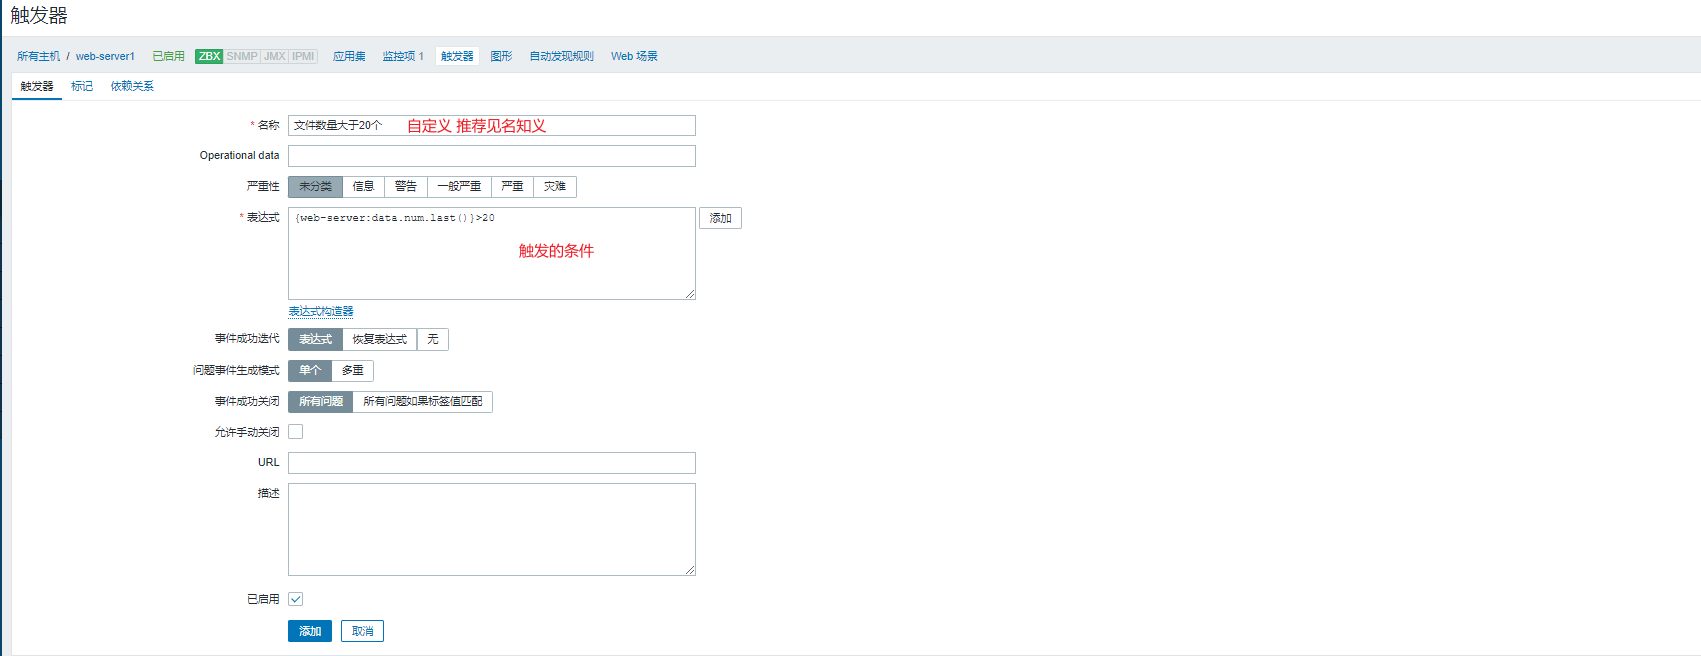 触发器
所有主机 / web-server1 已启用 ZBX SNMP JMX IPMI 应用集 监控项 1 触发器 图形 自动发现规则 Web 场景
触发器 标记 依赖关系
* 名称 文件数量大于20个 自定义 推荐见名知义
Operational data
严重性 未分类 信息 警告 一般严重 严重 灾难
* 表达式 {web-server:data.num.last()}>20 添加
触发的条件
表达式构造器
事件成功迭代 表达式 恢复表达式 无
问题事件生成模式 单个 多重
事件成功关闭 所有问题 所有问题如果标签值匹配
允许手动关闭
URL
描述
已启用
添加 取消